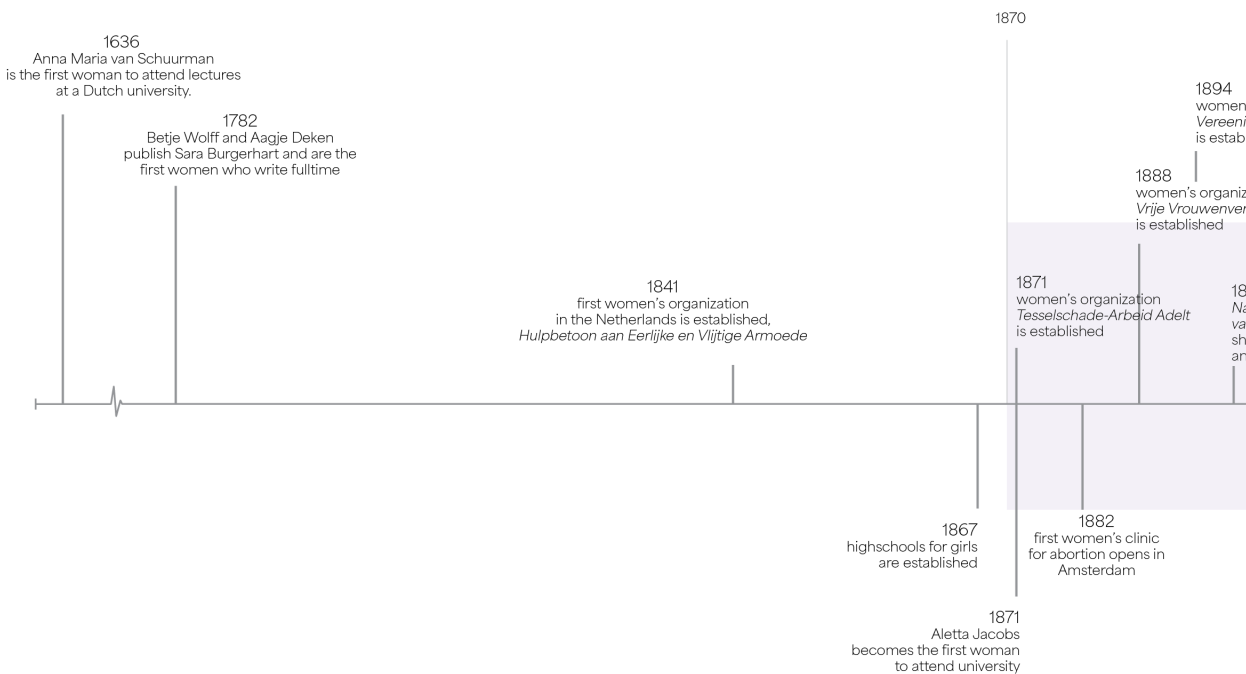 1636
Anna Maria van Schuurman
is the first woman to attend lectures
at a Dutch university.
1782
Betje Wolff and Aagje Deken
publish Sara Burgerhart and are the
first women who write fulltime
1841
first women's organization
in the Netherlands is established,
Hulpbetoon aan Eerlijke en Vlijtige Armoede
1867
highschools for girls
are established
1870
1871
women's organization
Tesselschade-Arbeid Adelt
is established
1871
Aletta Jacobs
becomes the first woman
to attend university
1882
first women's clinic
for abortion opens in
Amsterdam
1888
women's
Vrije
is established
1894
women
is